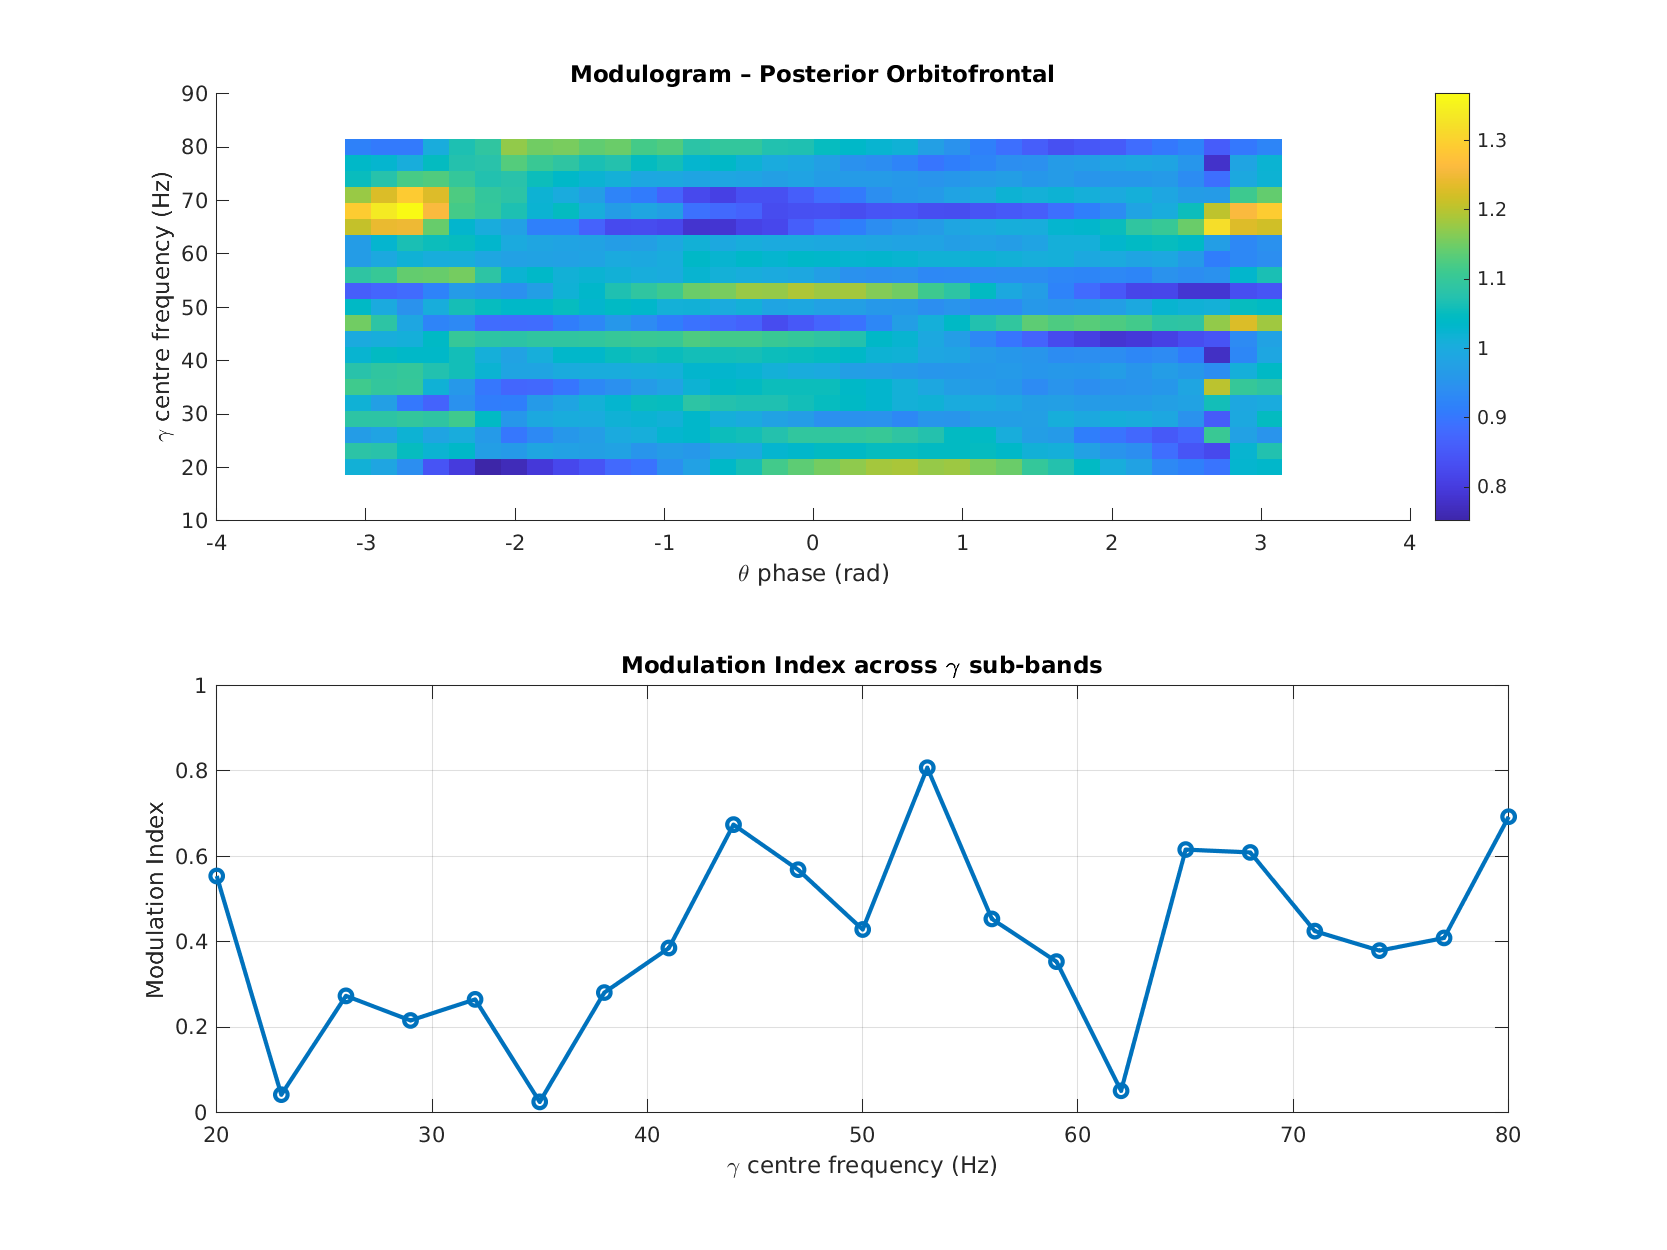 Modulogram – Posterior Orbitofrontal
90
80
70
60
50
40
30
20
10
γ centre frequency (Hz)
-4 -3 -2 -1 0 1 2 3 4
θ phase (rad)
1.3
1.2
1.1
1
0.9
0.8
Modulation Index across γ sub-bands
1
0.8
0.6
0.4
0.2
0
Modulation Index
20 30 40 50 60 70 80
γ centre frequency (Hz)